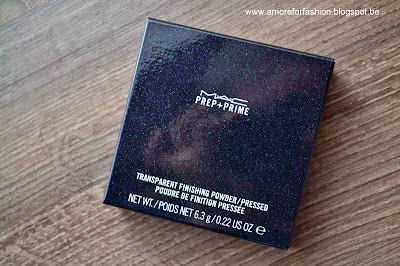 www.amoreforfashion-blogspot.be
MAC
PREP+PRIME
TRANSPARENT FINISHING POWDER/PRESSED
POUDRE DE FINITION PRESSÉE
NET WT./POIDS NET 6.3 g/0.22 US OZ ℮